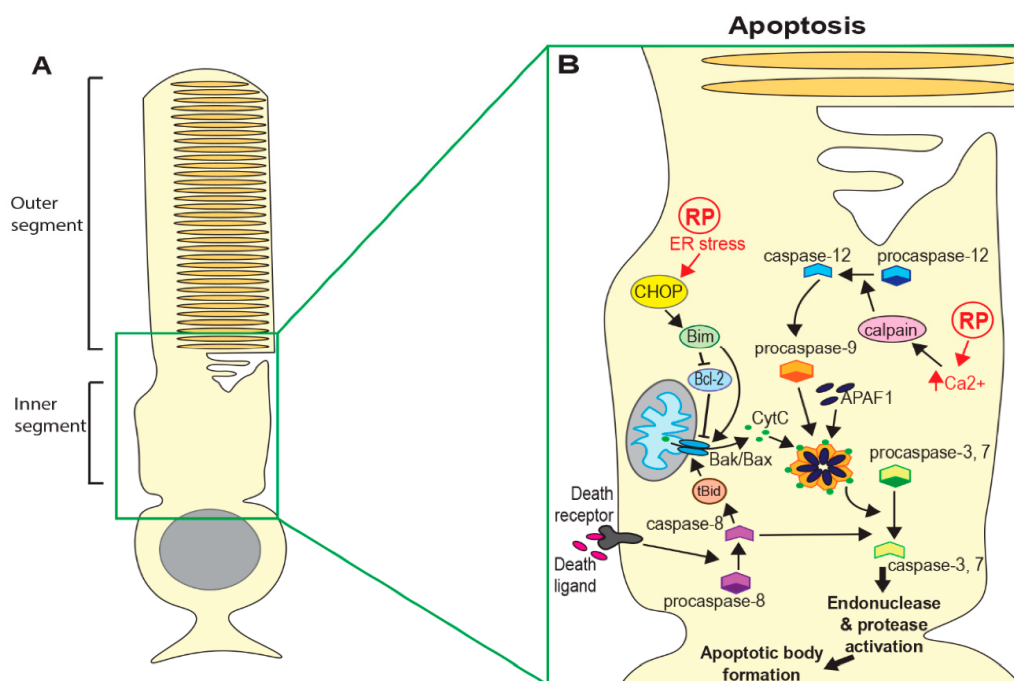 Apoptosis
A
B
Outer
segment
Inner
segment
RP
ER stress
CHOP
Bim
Bcl-2
CytC
Bak/Bax
tBid
caspase-8
procaspase-8
Death
receptor
Death
ligand
caspase-12
procaspase-12
calpain
RP
Ca2+
procaspase-9
APAF1
procaspase-3, 7
caspase-3, 7
Endonuclease
& protease
activation
Apoptotic body
formation